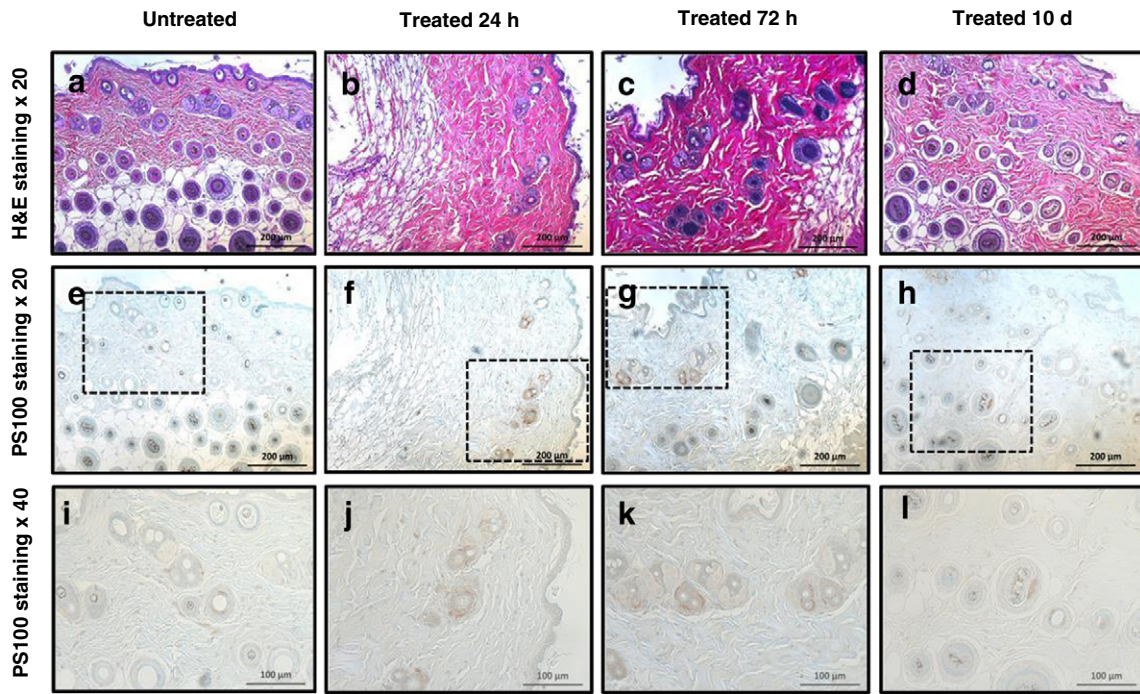 Untreated Treated 24 h Treated 72 h Treated 10 d
H&E staining x 20
a b c d
200 µm 200 µm 200 µm 200 µm
PS100 staining x 20
e f g h
200 µm 200 µm 200 µm 200 µm
PS100 staining x 40
i j k l
100 µm 100 µm 100 µm 100 µm